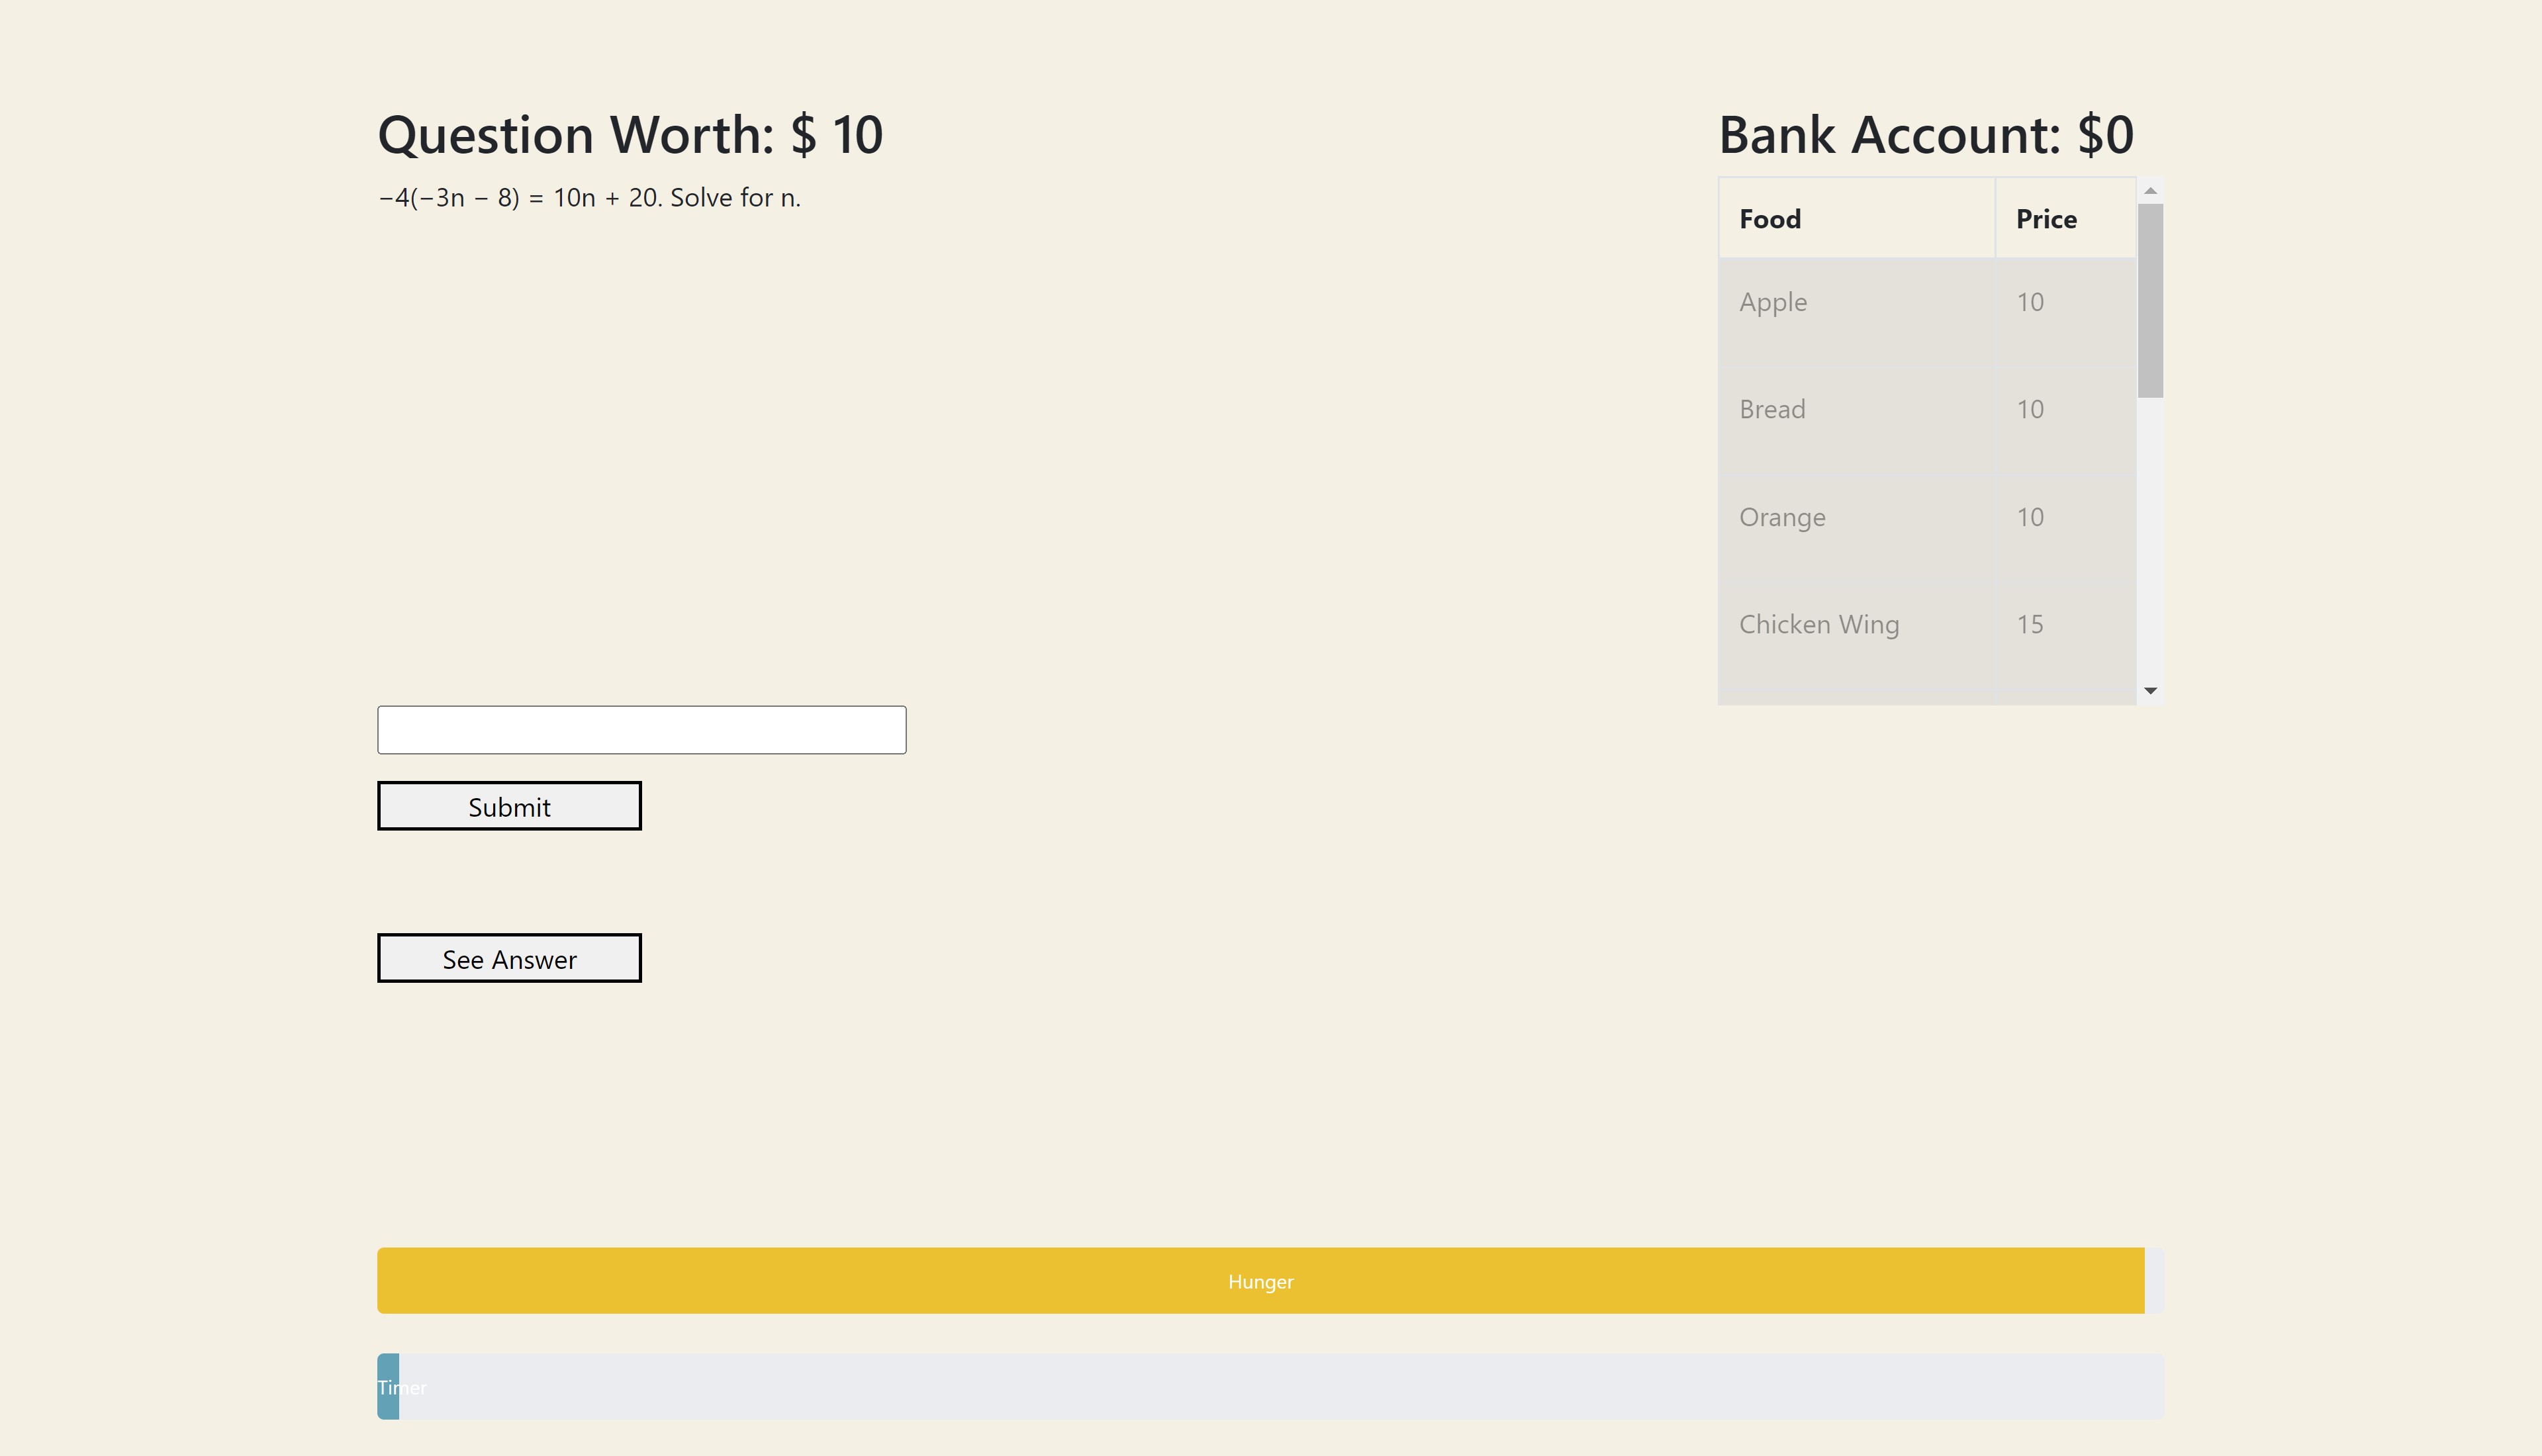 Question Worth: $ 10
−4(−3n − 8) = 10n + 20. Solve for n.
Submit
See Answer
Bank Account: $0
Food Price
Apple 10
Bread 10
Orange 10
Chicken Wing 15
Hunger
Timer